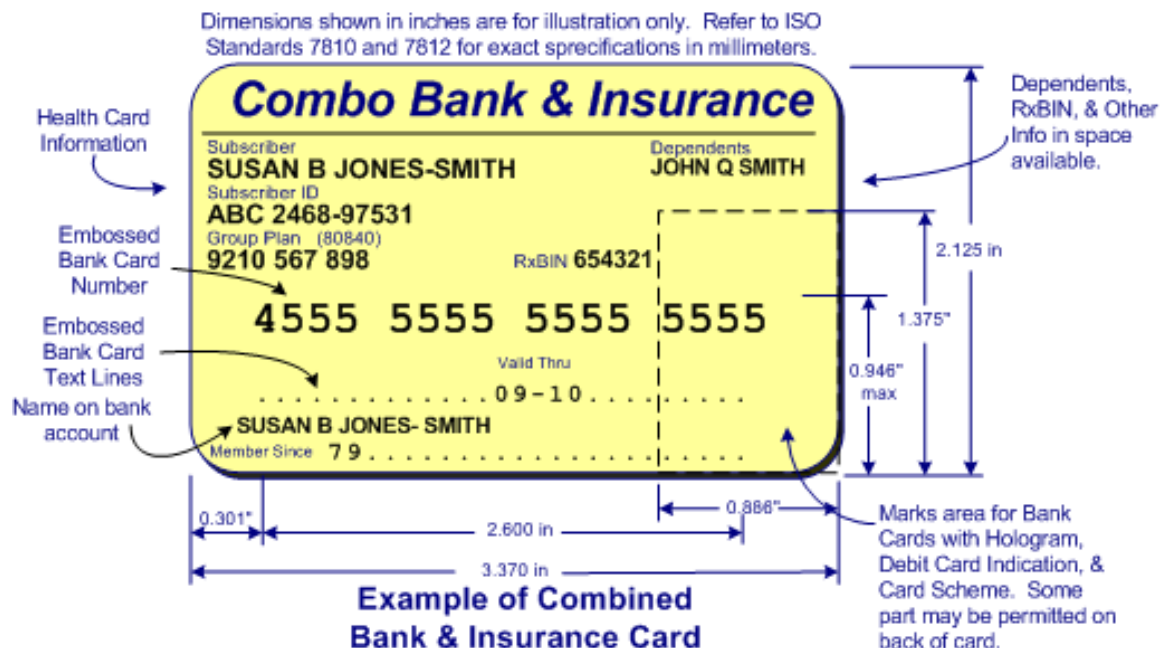 Dimensions shown in inches are for illustration only. Refer to ISO
Standards 7810 and 7812 for exact sprecifications in millimeters.
Combo Bank & Insurance
Health Card
Information
Subscriber
SUSAN B JONES-SMITH
Dependents
JOHN Q SMITH
Subscriber ID
ABC 2468-97531
Group Plan (80840)
9210 567 898
RxBIN 654321
4555 5555 5555 5555
Valid Thru
. . . . . . . . . . . . . 09-10. . . . . . . . .
SUSAN B JONES- SMITH
Member Since 79. . . . . . . . . . . . . . . . . . . . . .
Embossed
Bank Card
Number
Embossed
Bank Card
Text Lines
Name on bank
account
Dependents,
RxBIN, & Other
Info in space
available.
2.125 in
1.375"
0.946"
max
0.886"
0.301"
2.600 in
3.370 in
Marks area for Bank
Cards with Hologram,
Debit Card Indication, &
Card Scheme. Some
part may be permitted on
back of card.
Example of Combined
Bank & Insurance Card